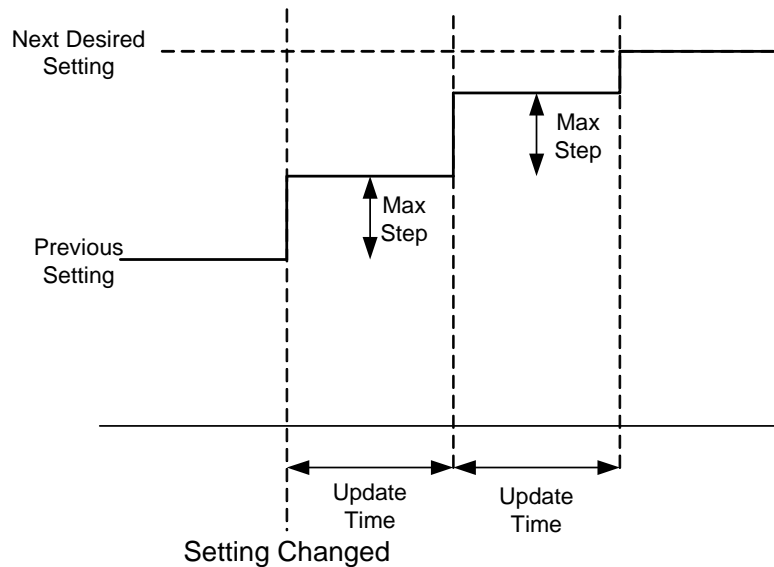 Next Desired
Setting
Max
Step
Max
Step
Previous
Setting
Update
Time
Update
Time
Setting Changed